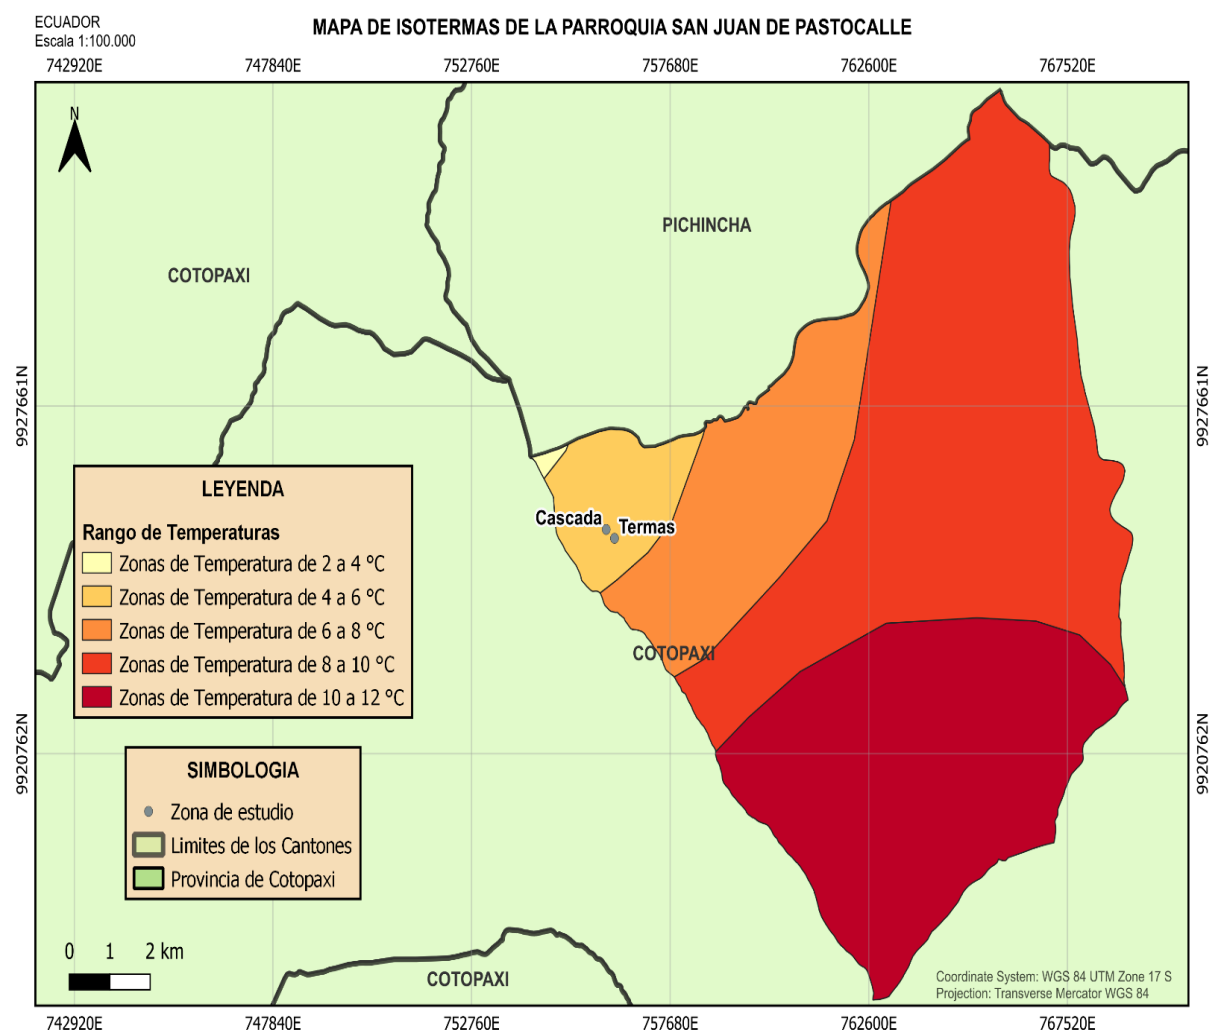 ECUADOR
Escala 1:100.000
MAPA DE ISOTERMAS DE LA PARROQUIA SAN JUAN DE PASTOCALLE
742920E 747840E 752760E 757680E 762600E 767520E
N
PICHINCHA
COTOPAXI
9927661N 9927661N
LEYENDA
Rango de Temperaturas
Zonas de Temperatura de 2 a 4 °C
Zonas de Temperatura de 4 a 6 °C
Zonas de Temperatura de 6 a 8 °C
Zonas de Temperatura de 8 a 10 °C
Zonas de Temperatura de 10 a 12 °C
Cascada
Termas
COTOPAXI
9920762N 9920762N
SIMBOLOGIA
Zona de estudio
Limites de los Cantones
Provincia de Cotopaxi
0 1 2 km
COTOPAXI
Coordinate System: WGS 84 UTM Zone 17 S
Projection: Transverse Mercator WGS 84
742920E 747840E 752760E 757680E 762600E 767520E